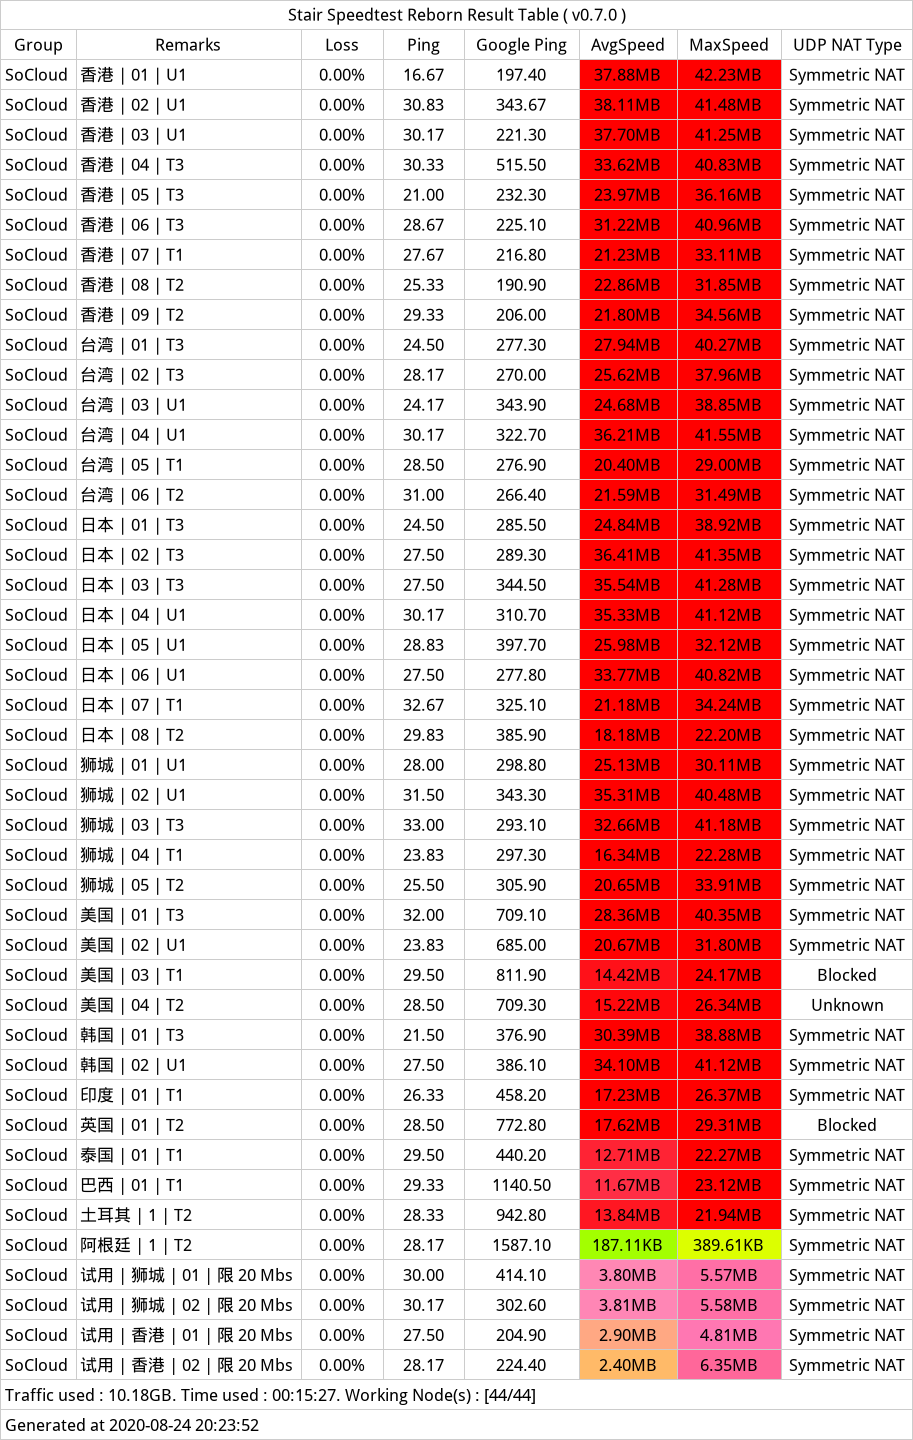 Stair Speedtest Reborn Result Table ( v0.7.0 )
Group Remarks Loss Ping Google Ping AvgSpeed MaxSpeed UDP NAT Type
SoCloud 香港 | 01 | U1 0.00% 16.67 197.40 37.88MB 42.23MB Symmetric NAT
SoCloud 香港 | 02 | U1 0.00% 30.83 343.67 38.11MB 41.48MB Symmetric NAT
SoCloud 香港 | 03 | U1 0.00% 30.17 221.30 37.70MB 41.25MB Symmetric NAT
SoCloud 香港 | 04 | T3 0.00% 30.33 515.50 33.62MB 40.83MB Symmetric NAT
SoCloud 香港 | 05 | T3 0.00% 21.00 232.30 23.97MB 36.16MB Symmetric NAT
SoCloud 香港 | 06 | T3 0.00% 28.67 225.10 31.22MB 40.96MB Symmetric NAT
SoCloud 香港 | 07 | T1 0.00% 27.67 216.80 21.23MB 33.11MB Symmetric NAT
SoCloud 香港 | 08 | T2 0.00% 25.33 190.90 22.86MB 31.85MB Symmetric NAT
SoCloud 香港 | 09 | T2 0.00% 29.33 206.00 21.80MB 34.56MB Symmetric NAT
SoCloud 台湾 | 01 | T3 0.00% 24.50 277.30 27.94MB 40.27MB Symmetric NAT
SoCloud 台湾 | 02 | T3 0.00% 28.17 270.00 25.62MB 37.96MB Symmetric NAT
SoCloud 台湾 | 03 | U1 0.00% 24.17 343.90 24.68MB 38.85MB Symmetric NAT
SoCloud 台湾 | 04 | U1 0.00% 30.17 322.70 36.21MB 41.55MB Symmetric NAT
SoCloud 台湾 | 05 | T1 0.00% 28.50 276.90 20.40MB 29.00MB Symmetric NAT
SoCloud 台湾 | 06 | T2 0.00% 31.00 266.40 21.59MB 31.49MB Symmetric NAT
SoCloud 日本 | 01 | T3 0.00% 24.50 285.50 24.84MB 38.92MB Symmetric NAT
SoCloud 日本 | 02 | T3 0.00% 27.50 289.30 36.41MB 41.35MB Symmetric NAT
SoCloud 日本 | 03 | T3 0.00% 27.50 344.50 35.54MB 41.28MB Symmetric NAT
SoCloud 日本 | 04 | U1 0.00% 30.17 310.70 35.33MB 41.12MB Symmetric NAT
SoCloud 日本 | 05 | U1 0.00% 28.83 397.70 25.98MB 32.12MB Symmetric NAT
SoCloud 日本 | 06 | U1 0.00% 27.50 277.80 33.77MB 40.82MB Symmetric NAT
SoCloud 日本 | 07 | T1 0.00% 32.67 325.10 21.18MB 34.24MB Symmetric NAT
SoCloud 日本 | 08 | T2 0.00% 29.83 385.90 18.18MB 22.20MB Symmetric NAT
SoCloud 狮城 | 01 | U1 0.00% 28.00 298.80 25.13MB 30.11MB Symmetric NAT
SoCloud 狮城 | 02 | U1 0.00% 31.50 343.30 35.31MB 40.48MB Symmetric NAT
SoCloud 狮城 | 03 | T3 0.00% 33.00 293.10 32.66MB 41.18MB Symmetric NAT
SoCloud 狮城 | 04 | T1 0.00% 23.83 297.30 16.34MB 22.28MB Symmetric NAT
SoCloud 狮城 | 05 | T2 0.00% 25.50 305.90 20.65MB 33.91MB Symmetric NAT
SoCloud 美国 | 01 | T3 0.00% 32.00 709.10 28.36MB 40.35MB Symmetric NAT
SoCloud 美国 | 02 | U1 0.00% 23.83 685.00 20.67MB 31.80MB Symmetric NAT
SoCloud 美国 | 03 | T1 0.00% 29.50 811.90 14.42MB 24.17MB Blocked
SoCloud 美国 | 04 | T2 0.00% 28.50 709.30 15.22MB 26.34MB Unknown
SoCloud 韩国 | 01 | T3 0.00% 21.50 376.90 30.39MB 38.88MB Symmetric NAT
SoCloud 韩国 | 02 | U1 0.00% 27.50 386.10 34.10MB 41.12MB Symmetric NAT
SoCloud 印度 | 01 | T1 0.00% 26.33 458.20 17.23MB 26.37MB Symmetric NAT
SoCloud 英国 | 01 | T2 0.00% 28.50 772.80 17.62MB 29.31MB Blocked
SoCloud 泰国 | 01 | T1 0.00% 29.50 440.20 12.71MB 22.27MB Symmetric NAT
SoCloud 巴西 | 01 | T1 0.00% 29.33 1140.50 11.67MB 23.12MB Symmetric NAT
SoCloud 土耳其 | 1 | T2 0.00% 28.33 942.80 13.84MB 21.94MB Symmetric NAT
SoCloud 阿根廷 | 1 | T2 0.00% 28.17 1587.10 187.11KB 389.61KB Symmetric NAT
SoCloud 试用 | 狮城 | 01 | 限 20 Mbs 0.00% 30.00 414.10 3.80MB 5.57MB Symmetric NAT
SoCloud 试用 | 狮城 | 02 | 限 20 Mbs 0.00% 30.17 302.60 3.81MB 5.58MB Symmetric NAT
SoCloud 试用 | 香港 | 01 | 限 20 Mbs 0.00% 27.50 204.90 2.90MB 4.81MB Symmetric NAT
SoCloud 试用 | 香港 | 02 | 限 20 Mbs 0.00% 28.17 224.40 2.40MB 6.35MB Symmetric NAT
Traffic used : 10.18GB. Time used : 00:15:27. Working Node(s) : [44/44]
Generated at 2020-08-24 20:23:52